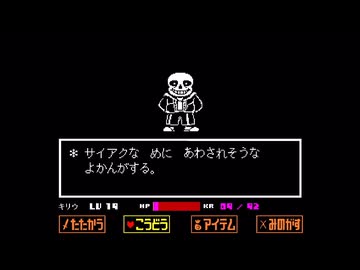 * サイアクな めに あわされそうな
よかんがする。
キリウ LV 19 HP KR 04 / 92
たたかう こうどう アイテム みのがす